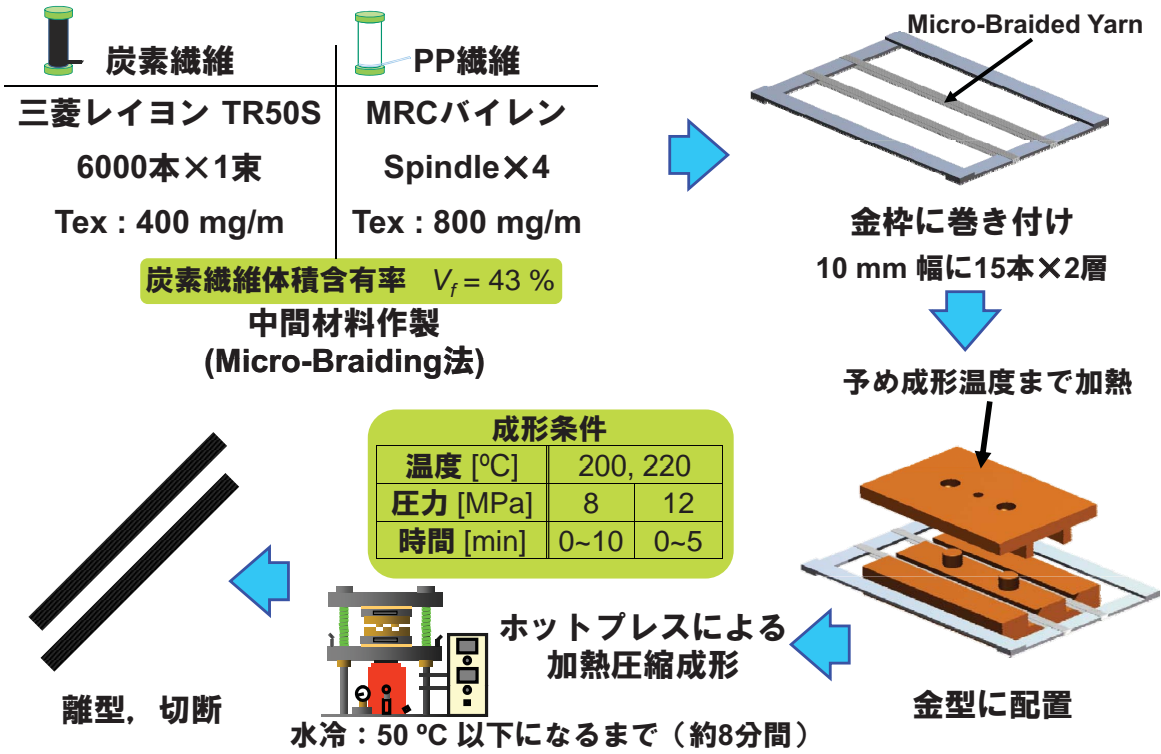 炭素繊維 PP繊維
三菱レイヨン TR50S MRCバイレン
6000本×1束 Spindle×4
Tex : 400 mg/m Tex : 800 mg/m
炭素繊維体積含有率 Vf = 43 %
中間材料作製
(Micro-Braiding法)
Micro-Braided Yarn
金枠に巻き付け
10 mm 幅に15本×2層
予め成形温度まで加熱
金型に配置
成形条件
温度 [ºC] 200, 220
圧力 [MPa] 8 12
時間 [min] 0~10 0~5
ホットプレスによる
加熱圧縮成形
水冷：50 ºC 以下になるまで（約8分間）
離型，切断